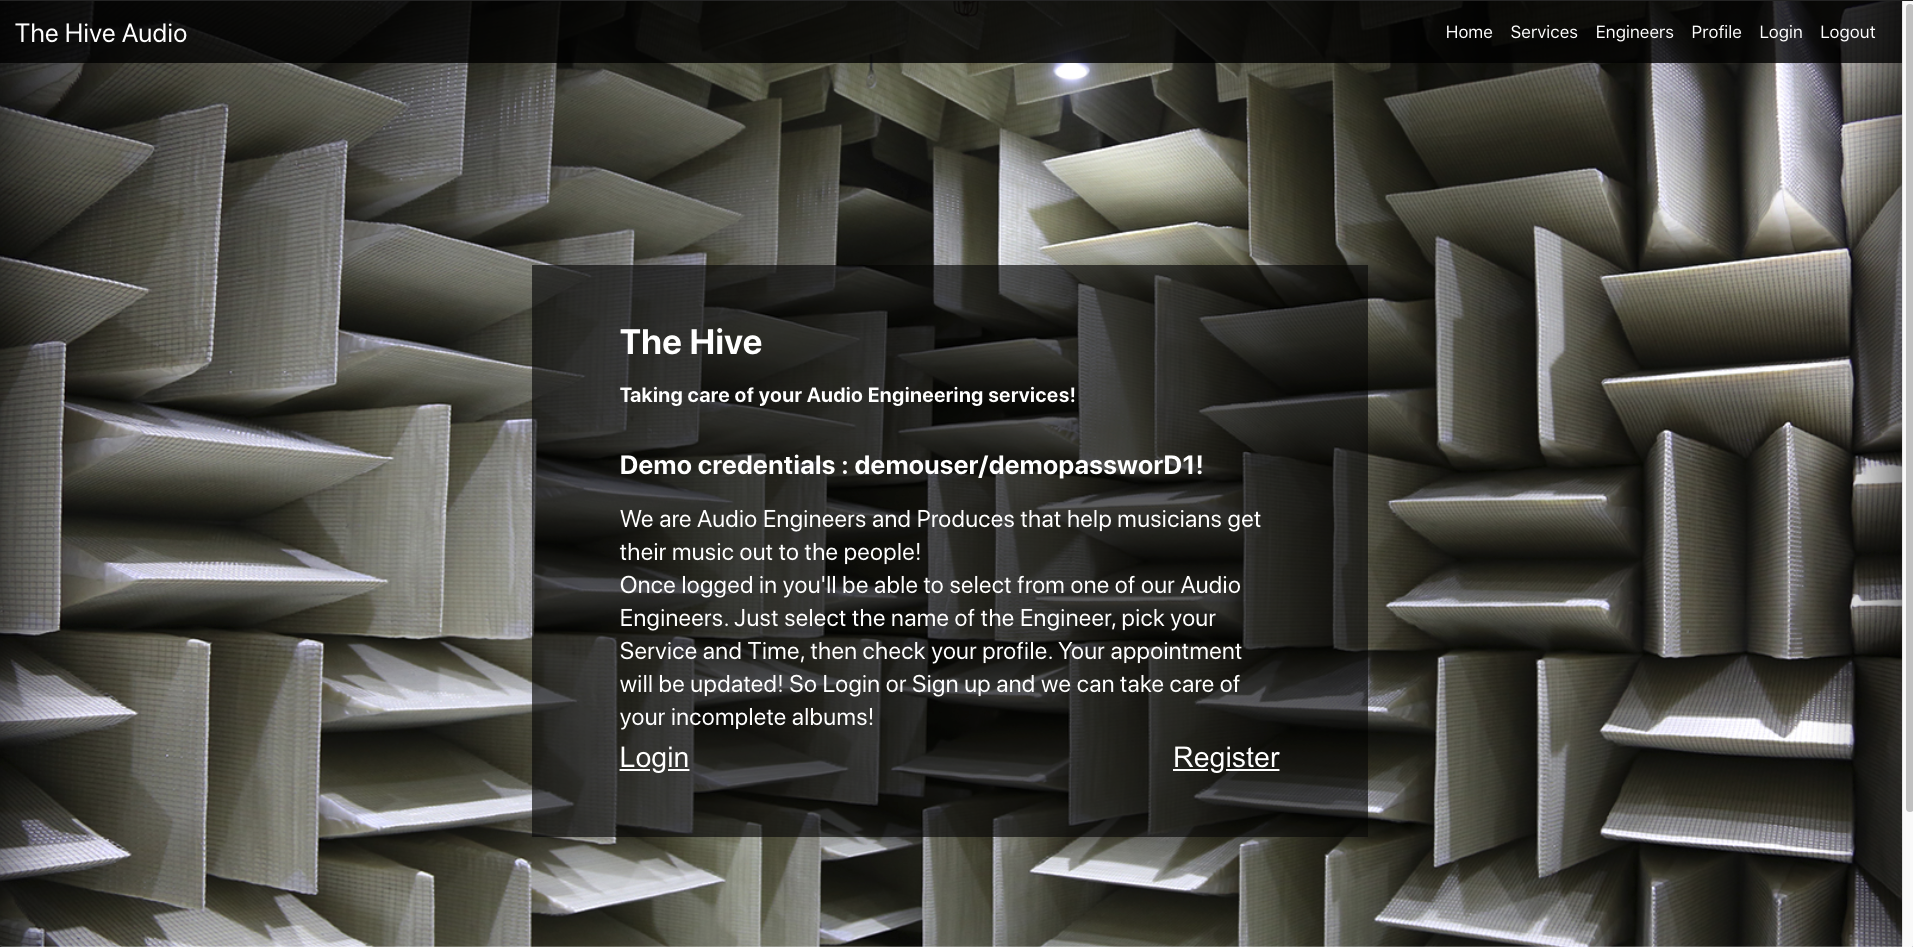 The Hive Audio
Home Services Engineers Profile Login Logout
The Hive
Taking care of your Audio Engineering services!
Demo credentials : demouser/demopassworD1!
We are Audio Engineers and Produces that help musicians get
their music out to the people!
Once logged in you'll be able to select from one of our Audio
Engineers. Just select the name of the Engineer, pick your
Service and Time, then check your profile. Your appointment
will be updated! So Login or Sign up and we can take care of
your incomplete albums!
Login Register